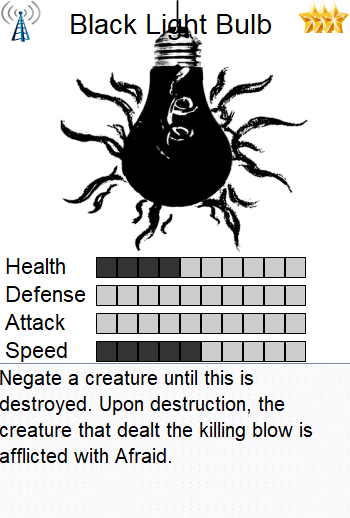 Black Light Bulb
Health
Defense
Attack
Speed
Negate a creature until this is
destroyed. Upon destruction, the
creature that dealt the killing blow is
afflicted with Afraid.